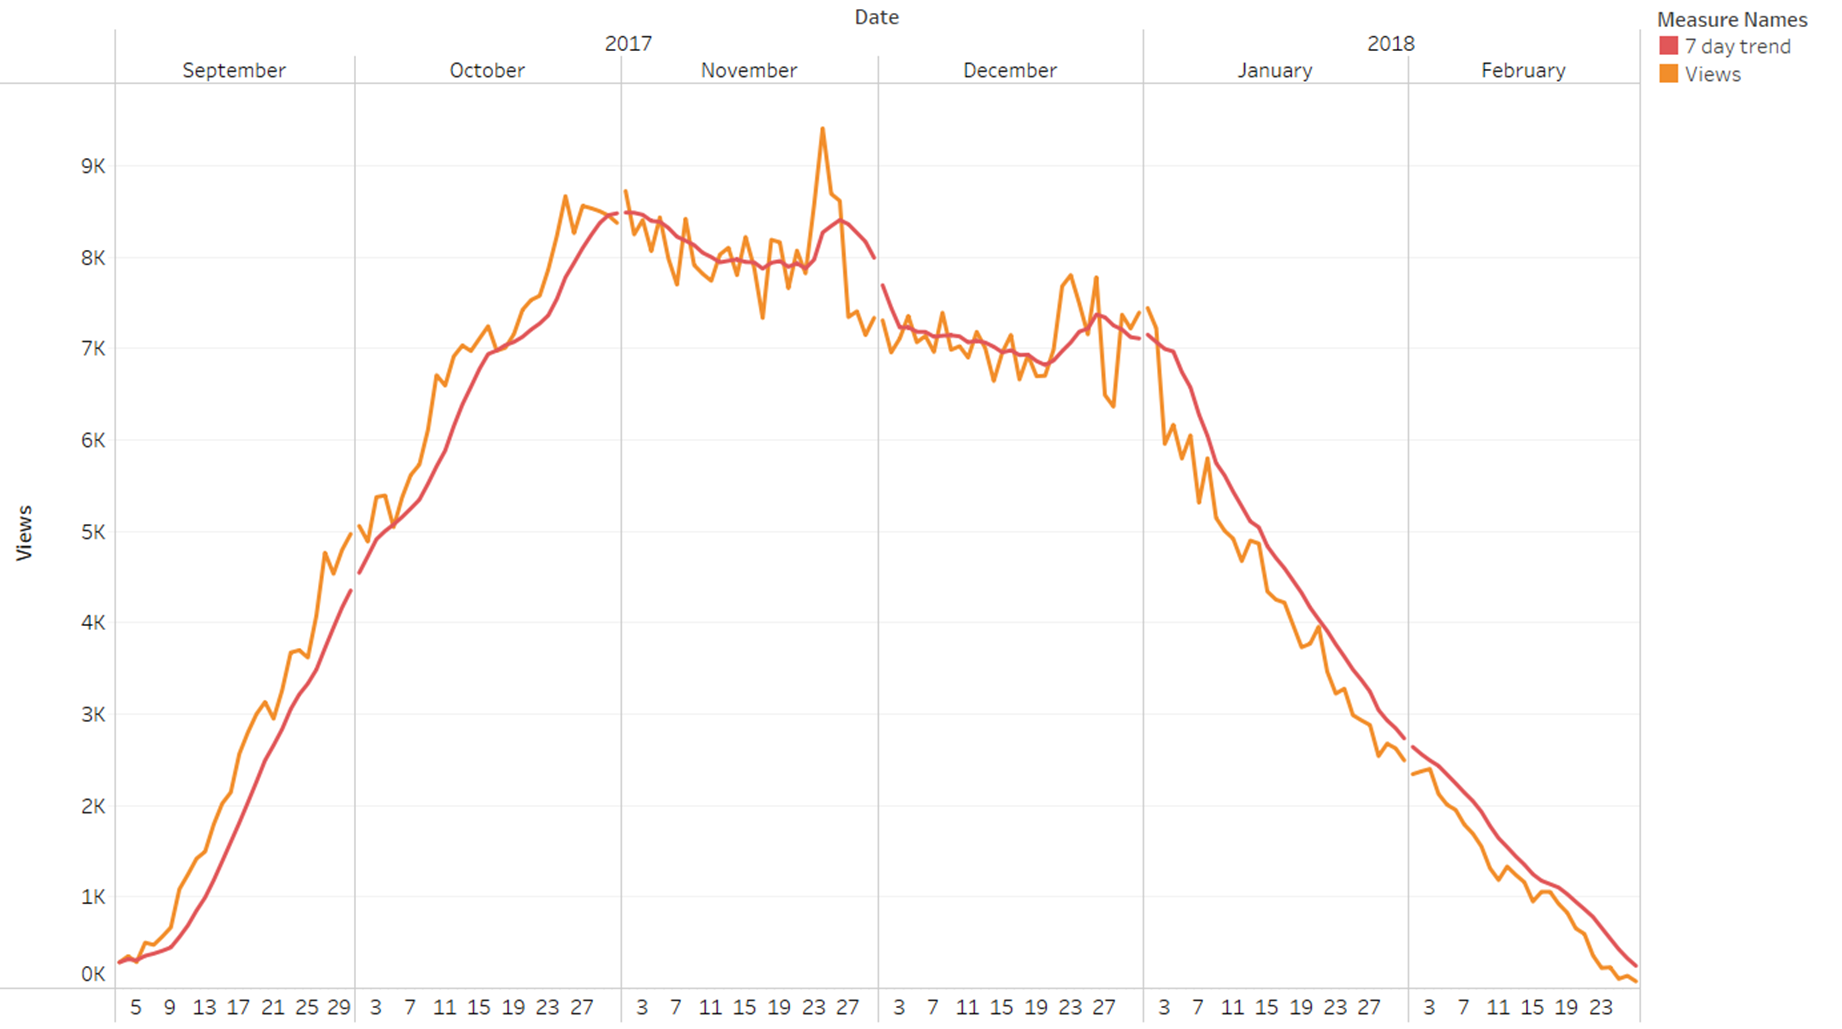 Date
2017 2018
September October November December January February
Measure Names
7 day trend
Views
9K
8K
7K
6K
5K
4K
3K
2K
1K
0K
Views
5 9 13 17 21 25 29 3 7 11 15 19 23 27 3 7 11 15 19 23 27 3 7 11 15 19 23 27 3 7 11 15 19 23 27 3 7 11 15 19 23